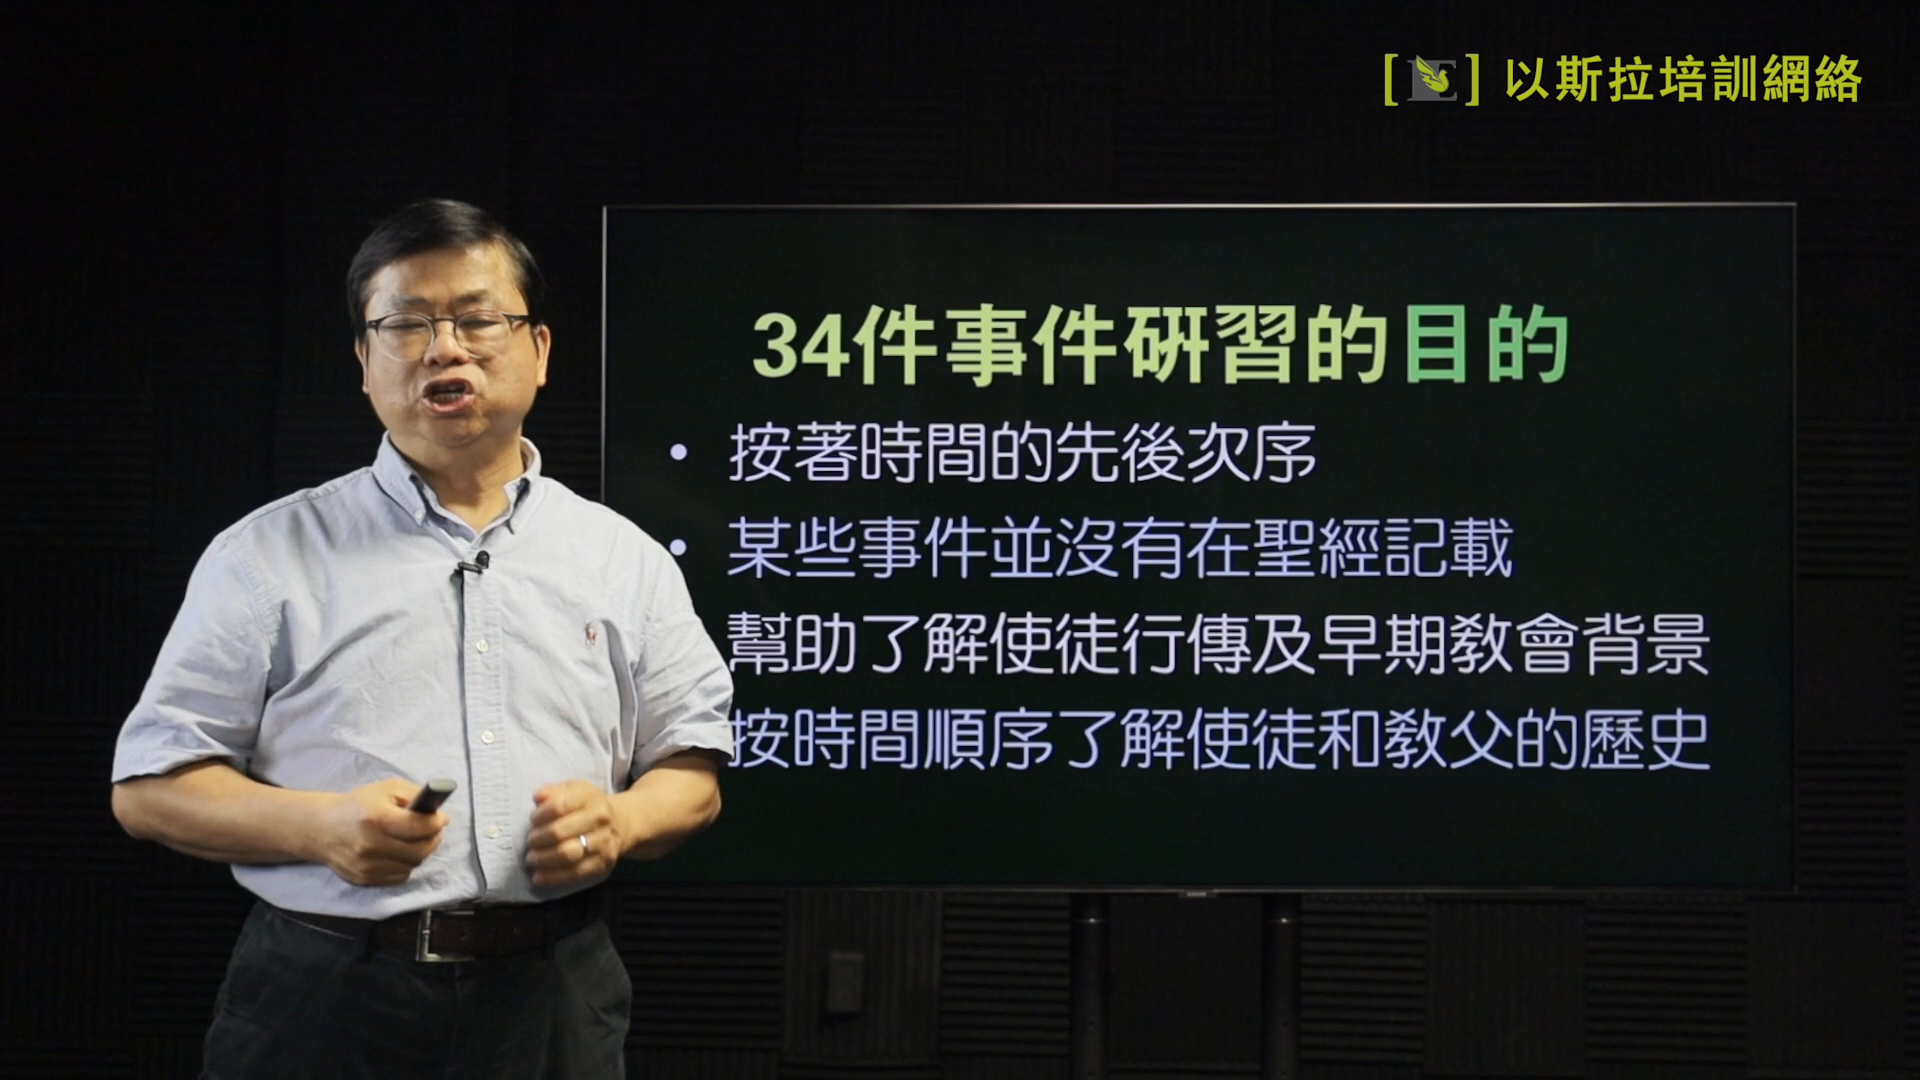 以斯拉培訓網絡
34件事件研習的目的
• 按著時間的先後次序
• 某些事件並沒有在聖經記載
幫助了解使徒行傳及早期教會背景
按時間順序了解使徒和教父的歷史